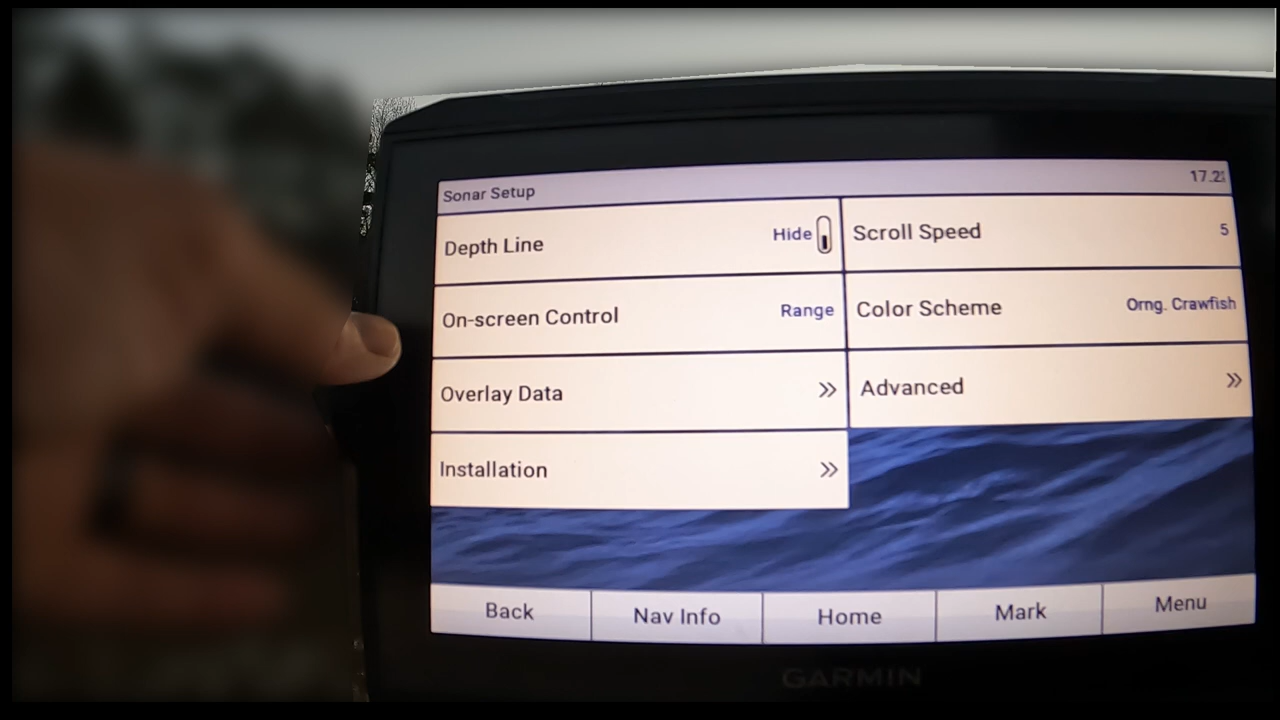 Sonar Setup
Depth Line Hide
Scroll Speed 5
On-screen Control Range
Color Scheme Orng. Crawfish
Overlay Data »
Advanced »
Installation »
Back Nav Info Home Mark Menu
GARMIN